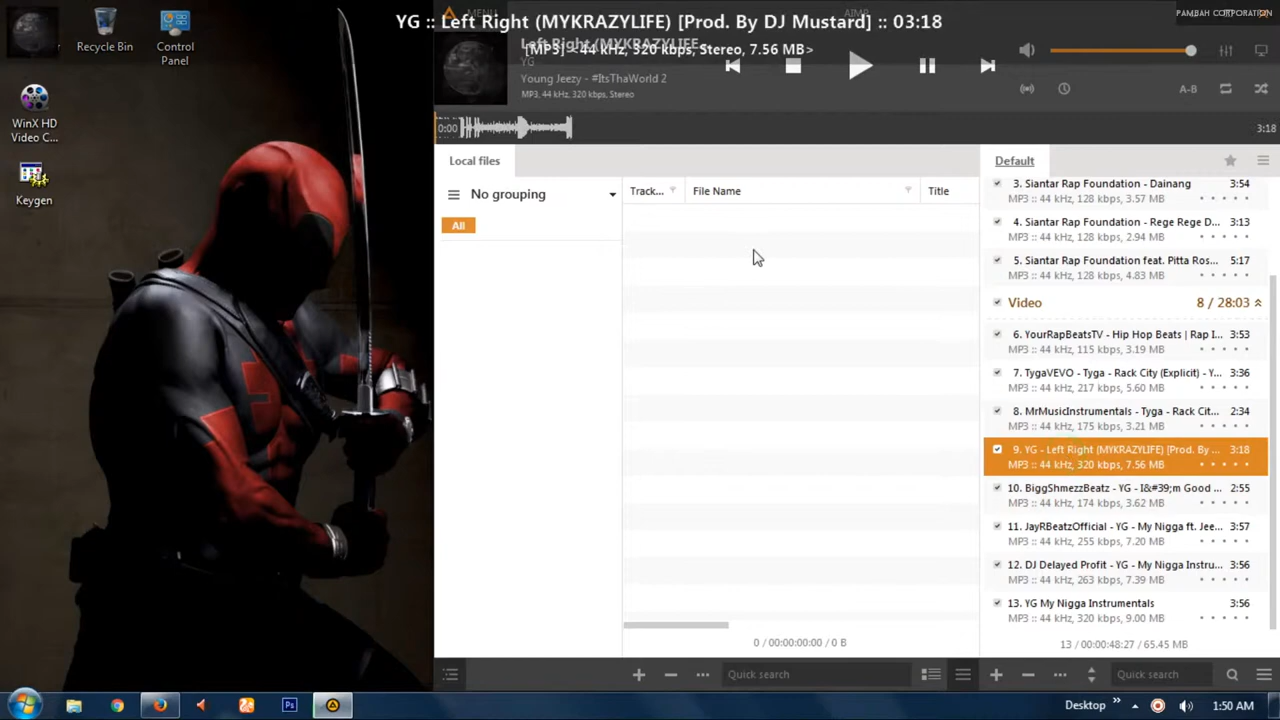 Recycle Bin
Control
Panel
WinX HD
Video C...
Keygen
YG :: Left Right (MYKRAZYLIFE) [Prod. By DJ Mustard] :: 03:18
[MP3] <44 kHz, 320 kbps, Stereo, 7.56 MB>
MENU
AIMP
PAMBAH CORPORATION
Left Right (MYKRAZYLIFE
YG
Young Jeezy - #ItsThaWorld 2
MP3, 44 kHz, 320 kbps, Stereo
A-B
0:00
3:18
Local files
No grouping
All
Track...
File Name
Title
0 / 00:00:00:00 / 0 B
Quick search
Default
3. Siantar Rap Foundation - Dainang 3:54
MP3 :: 44 kHz, 128 kbps, 3.57 MB
4. Siantar Rap Foundation - Rege Rege D... 3:13
MP3 :: 44 kHz, 128 kbps, 2.94 MB
5. Siantar Rap Foundation feat. Pitta Ros... 5:17
MP3 :: 44 kHz, 128 kbps, 4.83 MB
Video 8 / 28:03
6. YourRapBeatsTV - Hip Hop Beats | Rap I... 3:53
MP3 :: 44 kHz, 115 kbps, 3.19 MB
7. TygaVEVO - Tyga - Rack City (Explicit) - Y... 3:36
MP3 :: 44 kHz, 217 kbps, 5.60 MB
8. MrMusicInstrumentals - Tyga - Rack Cit... 2:34
MP3 :: 44 kHz, 175 kbps, 3.21 MB
9. YG - Left Right (MYKRAZYLIFE) [Prod. By ... 3:18
MP3 :: 44 kHz, 320 kbps, 7.56 MB
10. BiggShmezzBeatz - YG - I&#39;m Good ... 2:55
MP3 :: 44 kHz, 174 kbps, 3.62 MB
11. JayRBeatzOfficial - YG - My Nigga ft. Jee... 3:57
MP3 :: 44 kHz, 255 kbps, 7.20 MB
12. DJ Delayed Profit - YG - My Nigga Instru... 3:56
MP3 :: 44 kHz, 263 kbps, 7.39 MB
13. YG My Nigga Instrumentals 3:56
MP3 :: 44 kHz, 320 kbps, 9.00 MB
13 / 00:00:48:27 / 65.45 MB
Quick search
Ps
Desktop
1:50 AM